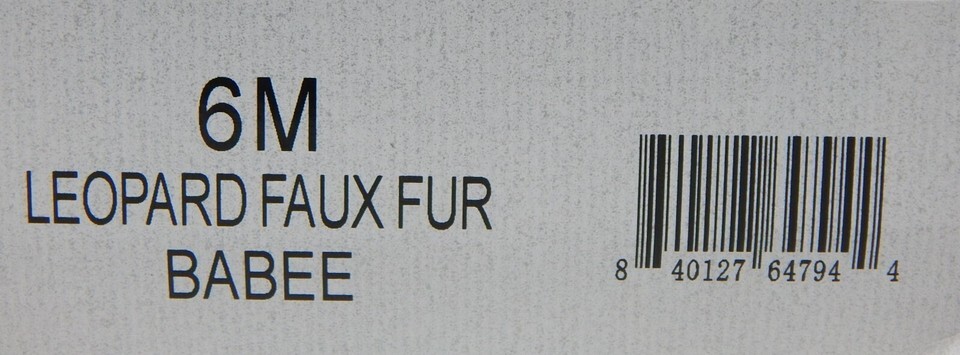 6M
LEOPARD FAUX FUR
BABEE
8 40127 64794 4